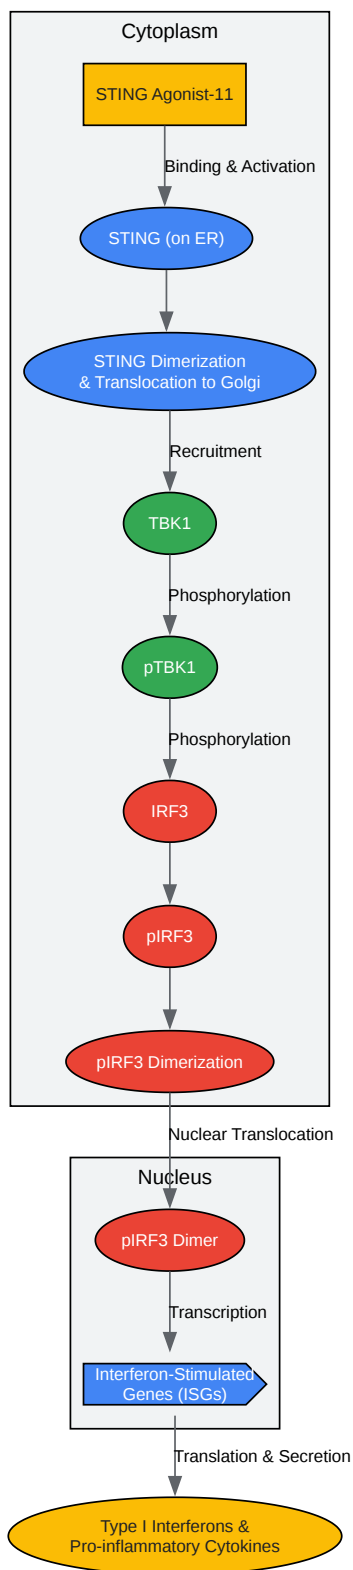 Cytoplasm
STING Agonist-11
Binding & Activation
STING (on ER)
STING Dimerization
& Translocation to Golgi
Recruitment
TBK1
Phosphorylation
pTBK1
Phosphorylation
IRF3
pIRF3
pIRF3 Dimerization
Nuclear Translocation
Nucleus
pIRF3 Dimer
Transcription
Interferon-Stimulated
Genes (ISGs)
Translation & Secretion
Type I Interferons &
Pro-inflammatory Cytokines